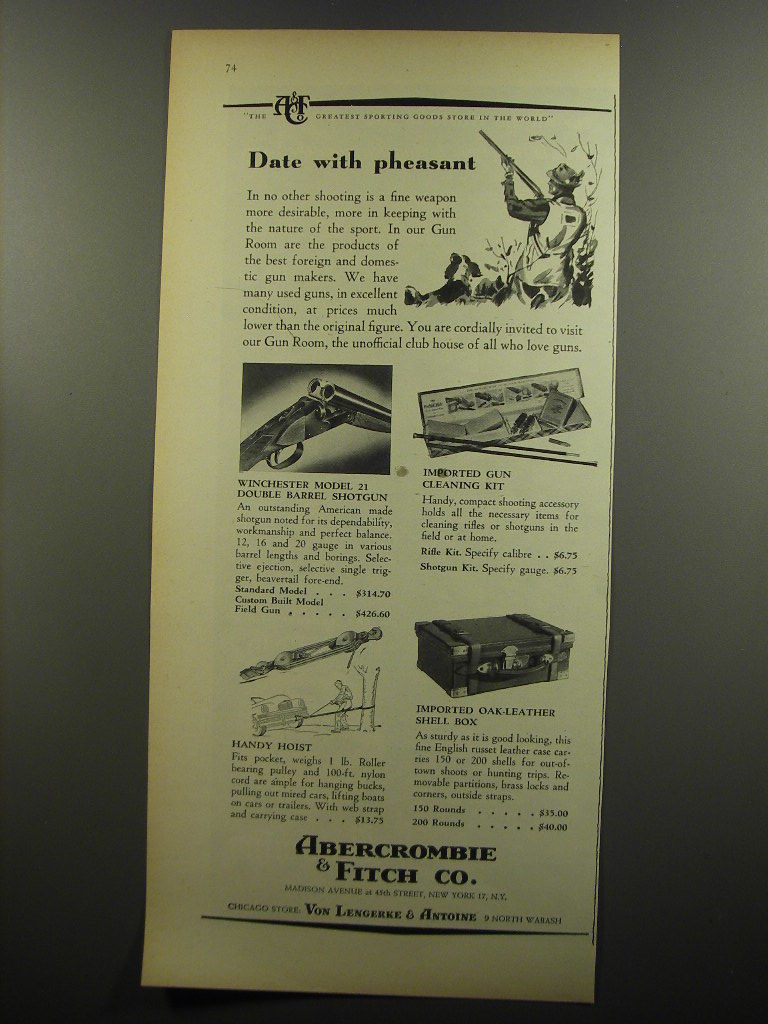 74
A&F Co
"THE GREATEST SPORTING GOODS STORE IN THE WORLD"
Date with pheasant
In no other shooting is a fine weapon
more desirable, more in keeping with
the nature of the sport. In our Gun
Room are the products of
the best foreign and domes-
tic gun makers. We have
many used guns, in excellent
condition, at prices much
lower than the original figure. You are cordially invited to visit
our Gun Room, the unofficial club house of all who love guns.
WINCHESTER MODEL 21
DOUBLE BARREL SHOTGUN
An outstanding American made
shotgun noted for its dependability,
workmanship and perfect balance.
12, 16 and 20 gauge in various
barrel lengths and borings. Selec-
tive ejection, selective single trig-
ger, beavertail fore-end.
Standard Model . . . $314.70
Custom Built Model
Field Gun . . . . . $426.60
IMPORTED GUN
CLEANING KIT
Handy, compact shooting accessory
holds all the necessary items for
cleaning rifles or shotguns in the
field or at home.
Rifle Kit. Specify calibre . . $6.75
Shotgun Kit. Specify gauge. $6.75
HANDY HOIST
Fits pocket, weighs 1 lb. Roller
bearing pulley and 100-ft. nylon
cord are ample for hanging bucks,
pulling out mired cars, lifting boats
on cars or trailers. With web strap
and carrying case . . . $13.75
IMPORTED OAK-LEATHER
SHELL BOX
As sturdy as it is good looking, this
fine English russet leather case car-
ries 150 or 200 shells for out-of-
town shoots or hunting trips. Re-
movable partitions, brass locks and
corners, outside straps.
150 Rounds . . . . . $35.00
200 Rounds . . . . . $40.00
ABERCROMBIE
& FITCH CO.
MADISON AVENUE at 45th STREET, NEW YORK 17, N.Y.
CHICAGO STORE: VON LENGERKE & ANTOINE 9 NORTH WABASH